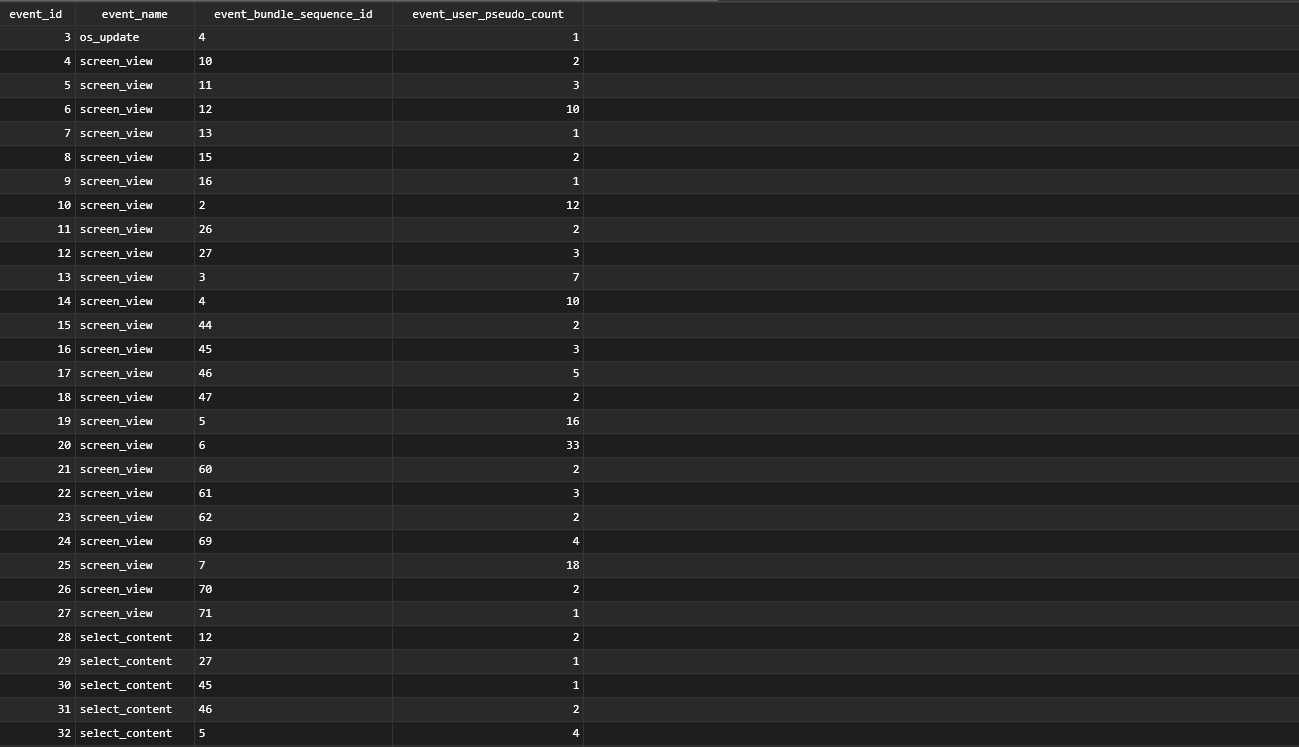 event_id event_name event_bundle_sequence_id event_user_pseudo_count
3 os_update 4 1
4 screen_view 10 2
5 screen_view 11 3
6 screen_view 12 10
7 screen_view 13 1
8 screen_view 15 2
9 screen_view 16 1
10 screen_view 2 12
11 screen_view 26 2
12 screen_view 27 3
13 screen_view 3 7
14 screen_view 4 10
15 screen_view 44 2
16 screen_view 45 3
17 screen_view 46 5
18 screen_view 47 2
19 screen_view 5 16
20 screen_view 6 33
21 screen_view 60 2
22 screen_view 61 3
23 screen_view 62 2
24 screen_view 69 4
25 screen_view 7 18
26 screen_view 70 2
27 screen_view 71 1
28 select_content 12 2
29 select_content 27 1
30 select_content 45 1
31 select_content 46 2
32 select_content 5 4